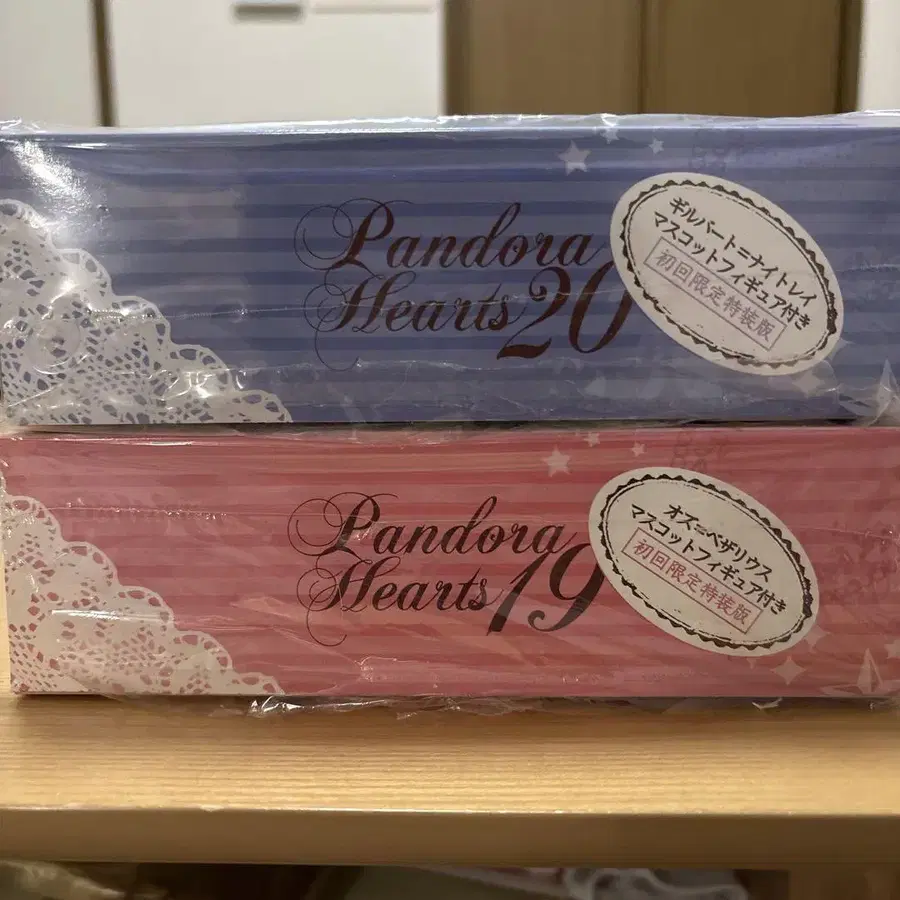 Pandora
Hearts 20
ギルバート=ナイトレイ
マスコットフィギュア付き
初回限定特装版
Pandora
Hearts 19
オズ=ベザリウス
マスコットフィギュア付き
初回限定特装版